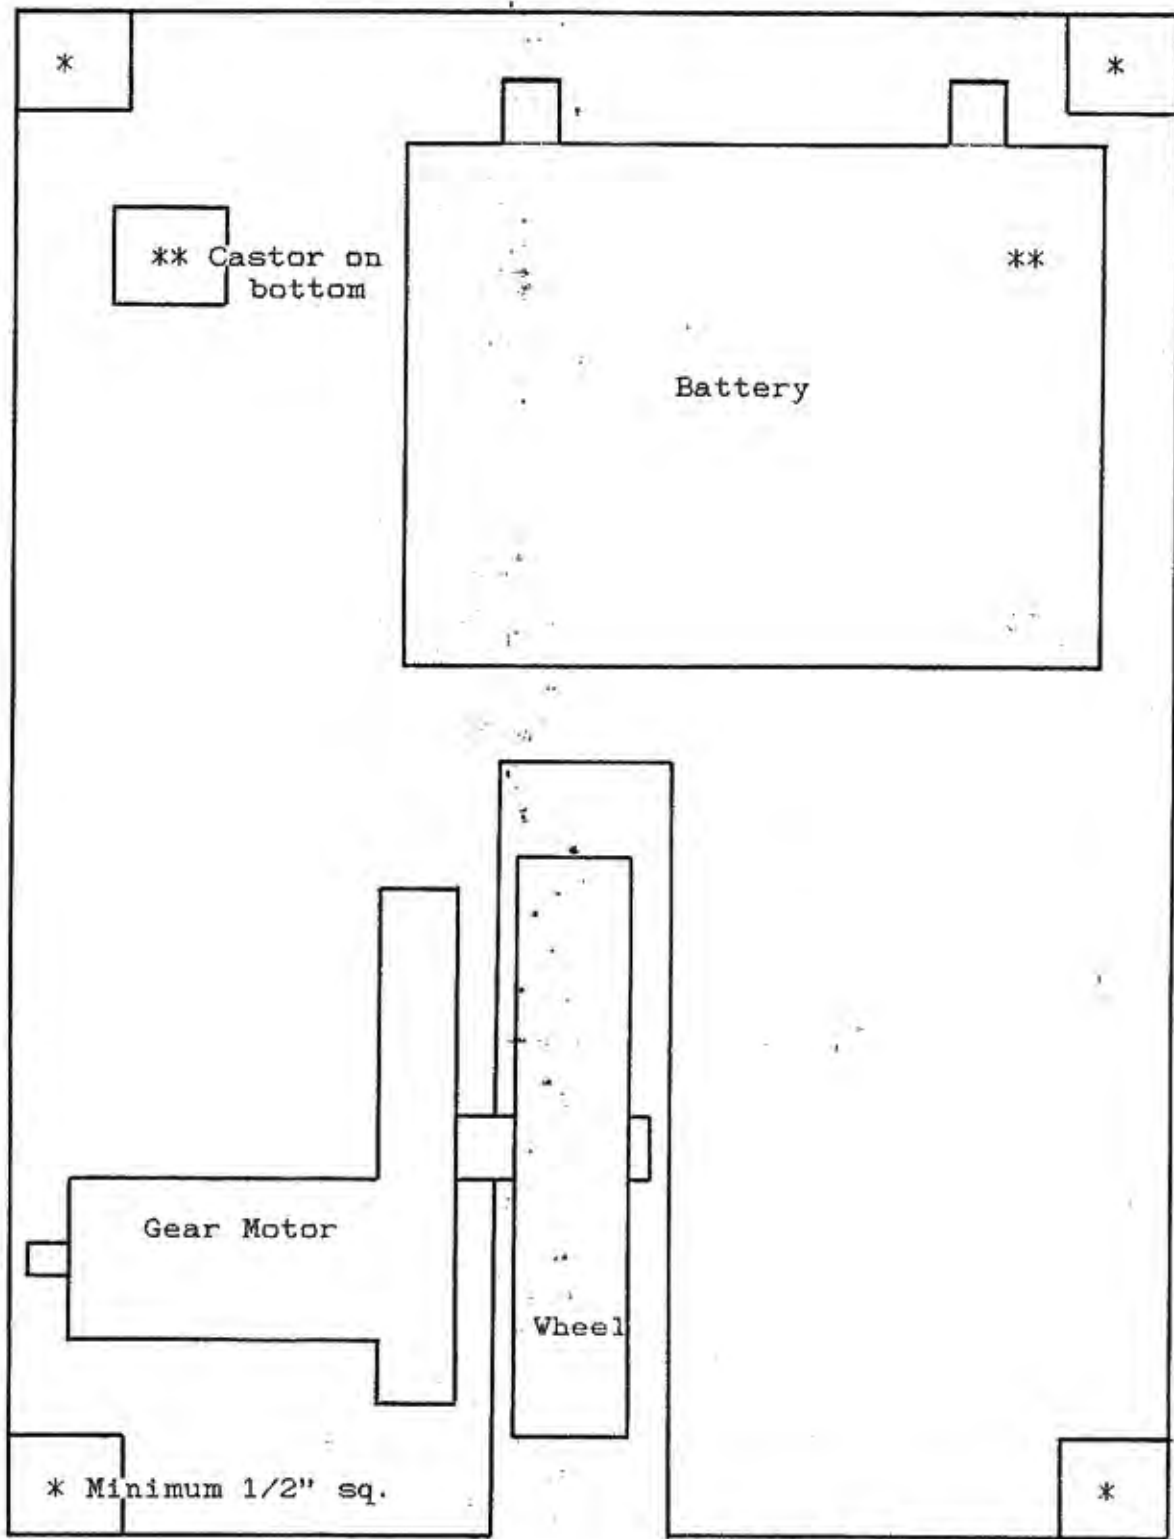 *
*
** Castor on
bottom
**
Battery
Gear Motor
Wheel
* Minimum 1/2" sq.
*